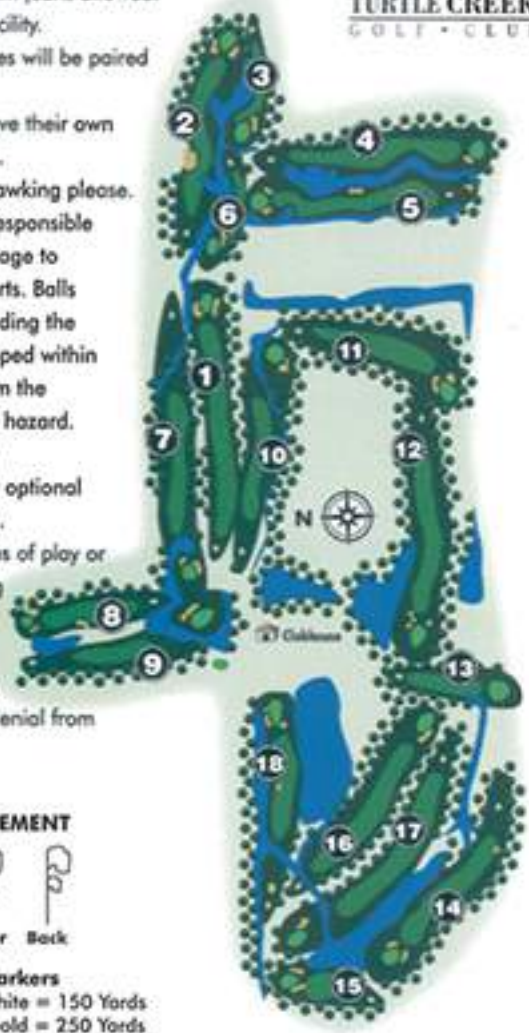 TURTLE CREEK
GOLF • CLU
cility.
es will be paired
ve their own
awking please.
esponsible
age to
rts. Balls
ding the
ped within
m the
hazard.
optional
s of play or
enial from
3
2
4
6
5
11
1
12
7
10
N
8
Clubhouse
9
13
18
17
16
14
15
EMENT
r Back
arkers
hite = 150 Yards
old = 250 Yards